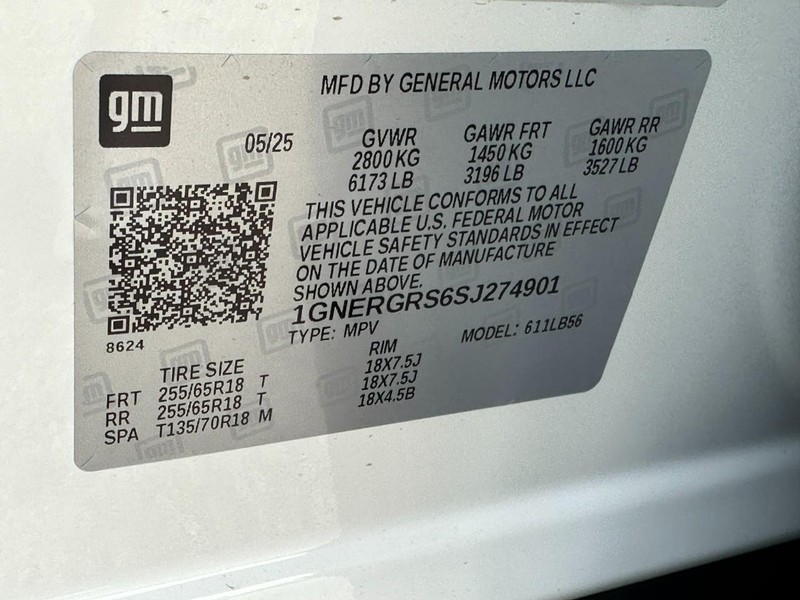 gm
MFD BY GENERAL MOTORS LLC
05/25
GVWR GAWR FRT GAWR RR
2800 KG 1450 KG 1600 KG
6173 LB 3196 LB 3527 LB
THIS VEHICLE CONFORMS TO ALL
APPLICABLE U.S. FEDERAL MOTOR
VEHICLE SAFETY STANDARDS IN EFFECT
ON THE DATE OF MANUFACTURE
SHOWN ABOVE.
1GNERGRS6SJ274901
TYPE: MPV MODEL: 611LB56
8624
TIRE SIZE RIM
FRT 255/65R18 T 18X7.5J
RR 255/65R18 T 18X7.5J
SPA T135/70R18 M 18X4.5B